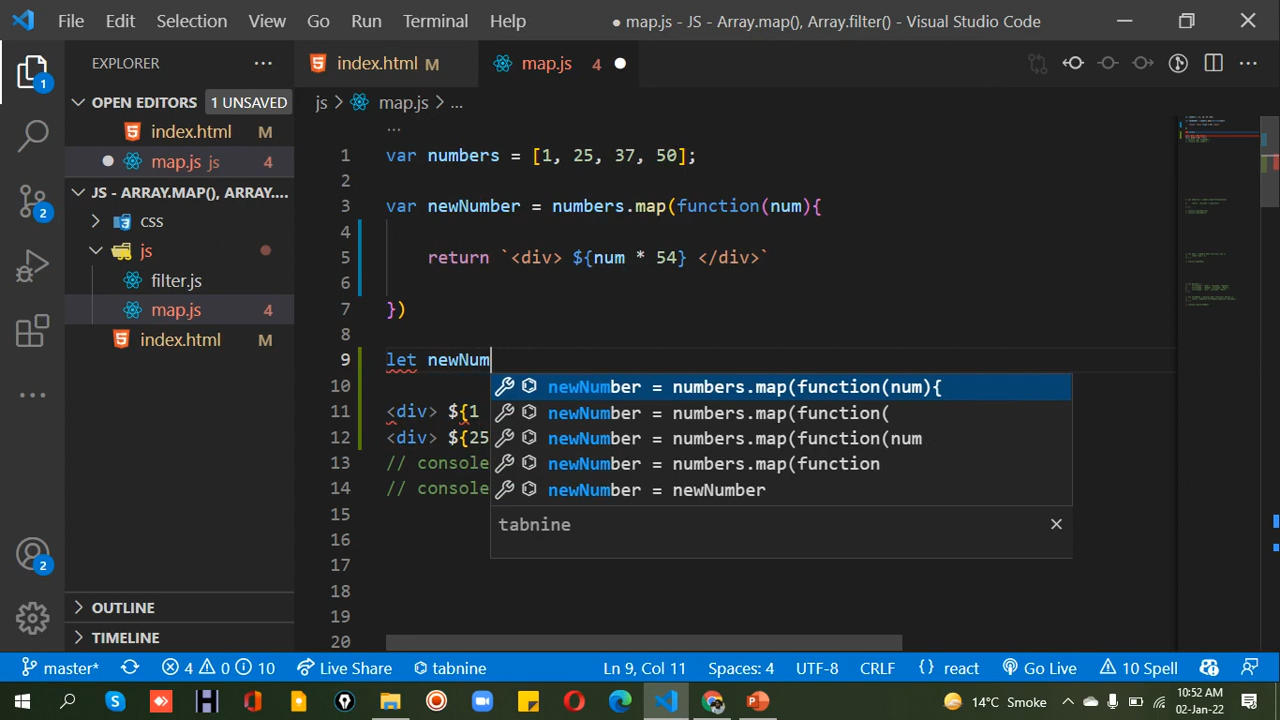 File Edit Selection View Go Run Terminal Help
● map.js - JS - Array.map(), Array.filter() - Visual Studio Code
EXPLORER
index.html M
map.js 4
OPEN EDITORS 1 UNSAVED
index.html M
map.js js 4
JS - ARRAY.MAP(), ARRAY....
css
js
filter.js
map.js 4
index.html M
OUTLINE
TIMELINE
1
2
2
js > map.js > ...
1 var numbers = [1, 25, 37, 50];
2
3 var newNumber = numbers.map(function(num){
4
5 return `<div> ${num * 54} </div>`
6
7 })
8
9 let newNum
10
11 <div> ${1
12 <div> ${25
13 // console
14 // console
15
16
17
18
19
20
newNumber = numbers.map(function(num){
newNumber = numbers.map(function(
newNumber = numbers.map(function(num
newNumber = numbers.map(function
newNumber = newNumber
tabnine
master* 4 0 10 Live Share tabnine Ln 9, Col 11 Spaces: 4 UTF-8 CRLF {} react Go Live 10 Spell
14°C Smoke
10:52 AM
02-Jan-22